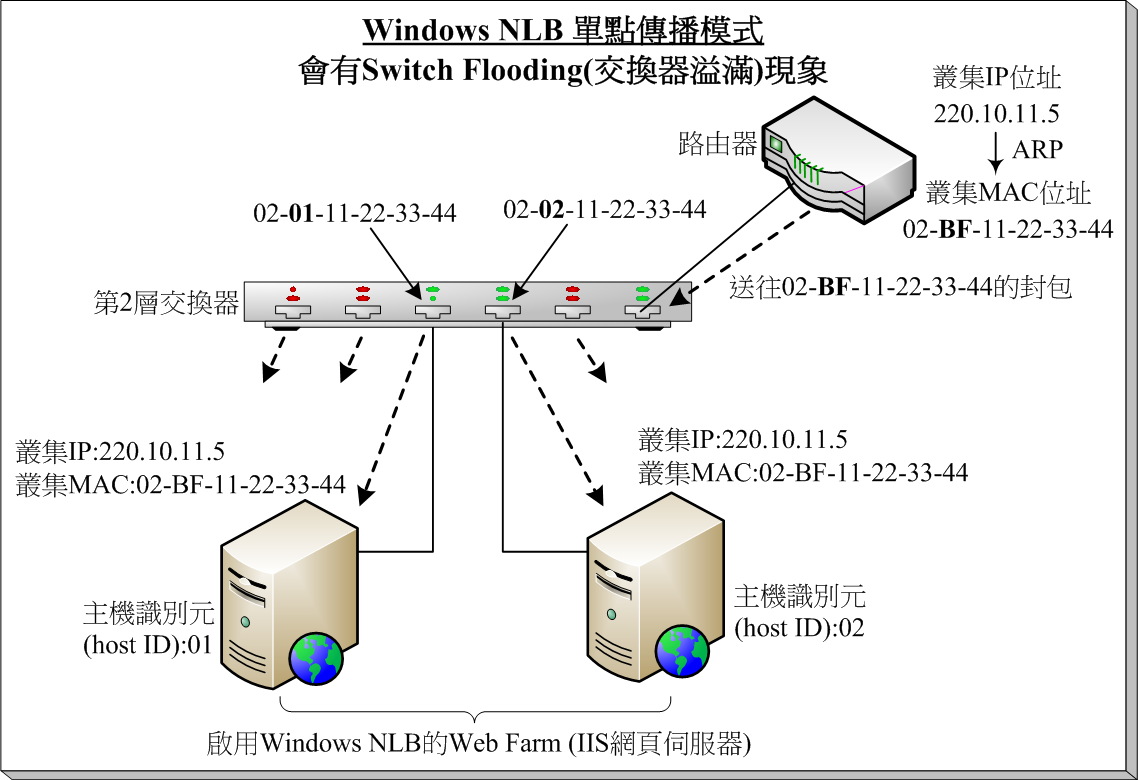 Windows NLB 單點傳播模式
會有Switch Flooding(交換器溢滿)現象
叢集IP位址
220.10.11.5
ARP
路由器
叢集MAC位址
02-BF-11-22-33-44
02-01-11-22-33-44
02-02-11-22-33-44
送往02-BF-11-22-33-44的封包
第2層交換器
叢集IP:220.10.11.5
叢集MAC:02-BF-11-22-33-44
叢集IP:220.10.11.5
叢集MAC:02-BF-11-22-33-44
主機識別元
(host ID):01
主機識別元
(host ID):02
啟用Windows NLB的Web Farm (IIS網頁伺服器)